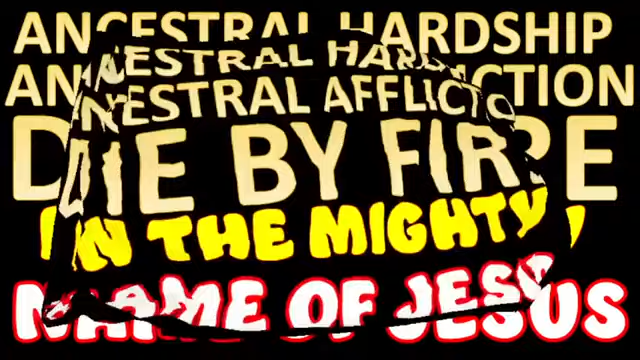 ANCESTRAL HARDSHIP
ANCESTRAL AFFLICTION
DIE BY FIRE
IN THE MIGHTY
NAME OF JESUS